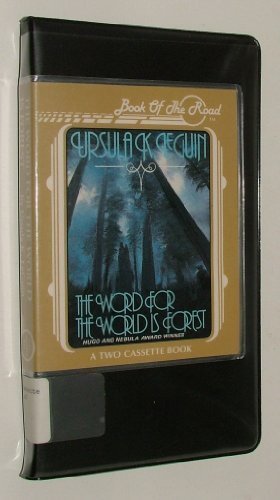 Book Of The Road
TM
URSULA K LE GUIN
THE WORD FOR
THE WORLD IS FOREST
HUGO AND NEBULA AWARD WINNER
A TWO CASSETTE BOOK